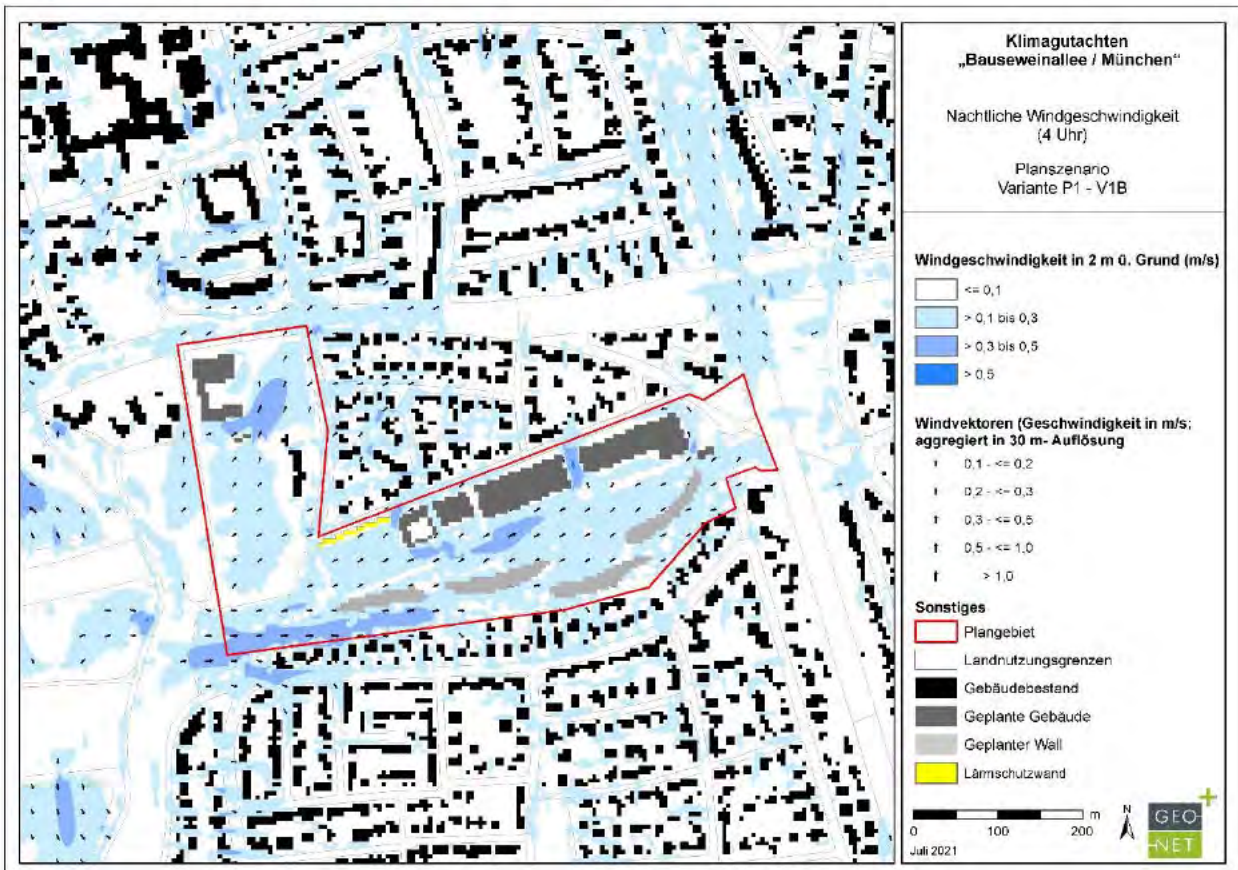 Klimagutachten
„Bauseweinallee / München“
Nächtliche Windgeschwindigkeit
(4 Uhr)
Planszenario
Variante P1 - V1B
Windgeschwindigkeit in 2 m ü. Grund (m/s)
<= 0,1
> 0,1 bis 0,3
> 0,3 bis 0,5
> 0,5
Windvektoren (Geschwindigkeit in m/s;
aggregiert in 30 m- Auflösung
0,1 - <= 0,2
0,2 - <= 0,3
0,3 - <= 0,5
0,5 - <= 1,0
> 1,0
Sonstiges
Plangebiet
Landnutzungsgrenzen
Gebäudebestand
Geplante Gebäude
Geplanter Wall
Lärmschutzwand
m
0 100 200
N
Juli 2021
GEO-
-NET